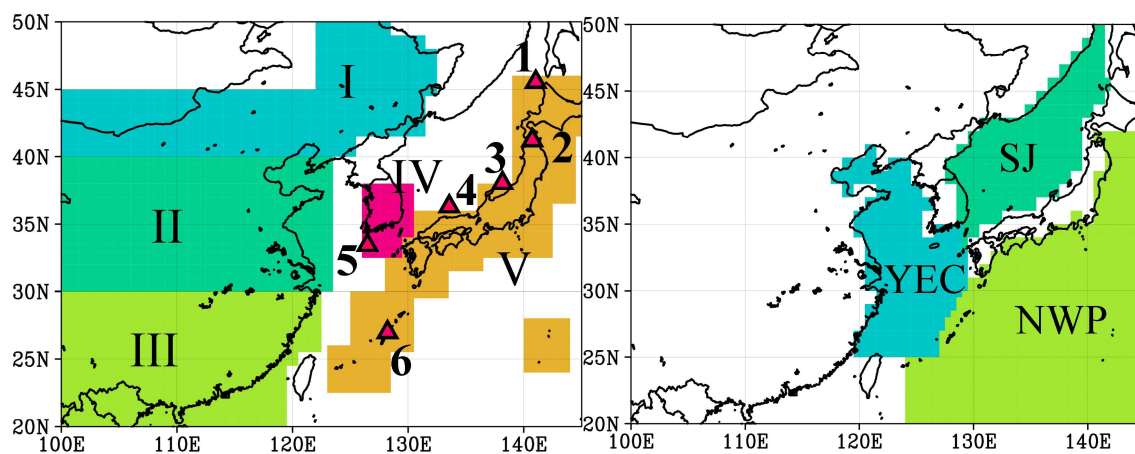 50N
45N
40N
35N
30N
25N
20N
100E
110E
120E
130E
140E
I
II
III
IV
V
1
2
3
4
5
6
50N
45N
40N
35N
30N
25N
20N
100E
110E
120E
130E
140E
SJ
YEC
NWP